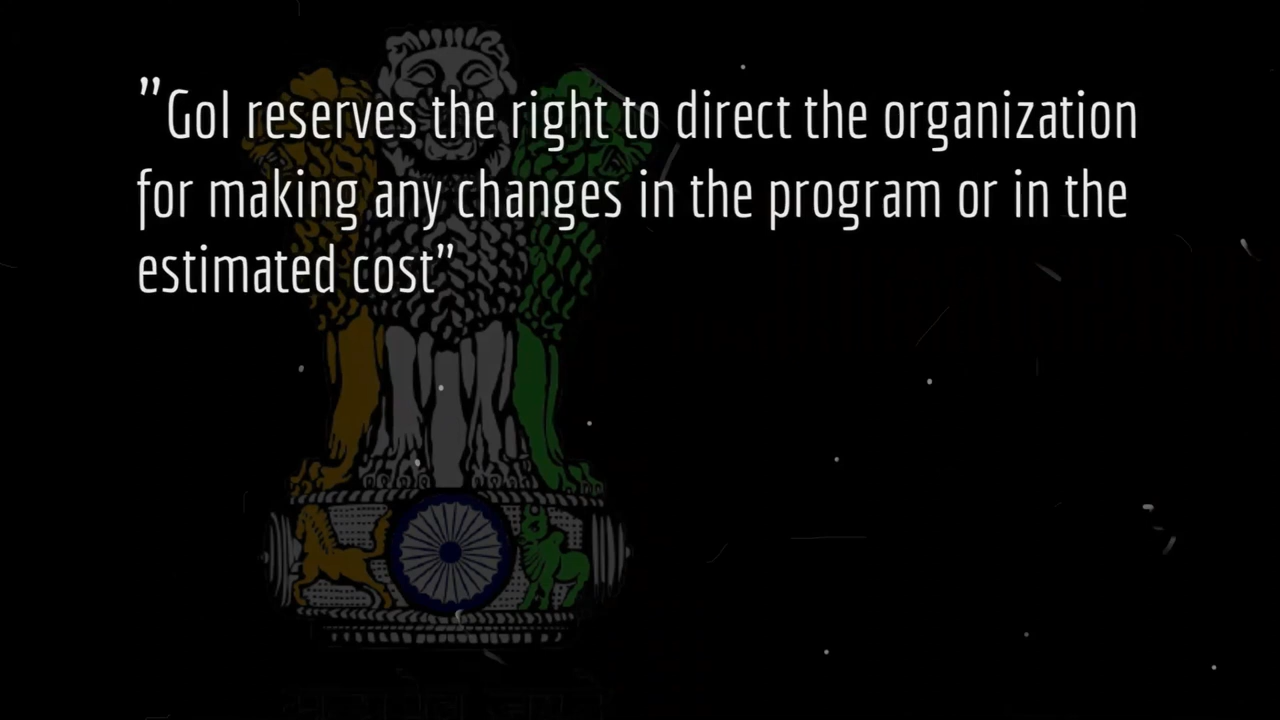 ”GoI reserves the right to direct the organization
for making any changes in the program or in the
estimated cost”